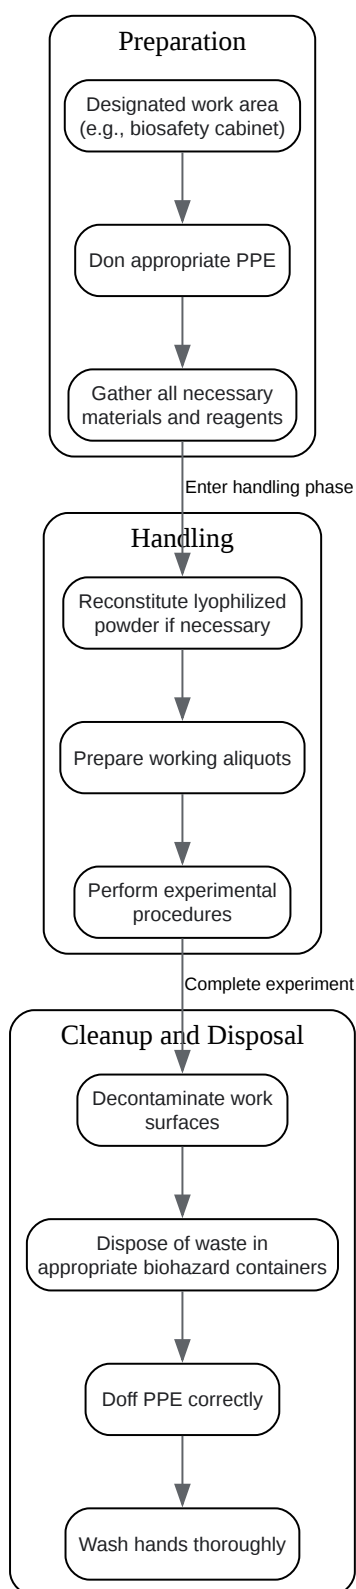 Preparation
Designated work area
(e.g., biosafety cabinet)
Don appropriate PPE
Gather all necessary
materials and reagents
Enter handling phase
Handling
Reconstitute lyophilized
powder if necessary
Prepare working aliquots
Perform experimental
procedures
Complete experiment
Cleanup and Disposal
Decontaminate work
surfaces
Dispose of waste in
appropriate biohazard containers
Doff PPE correctly
Wash hands thoroughly